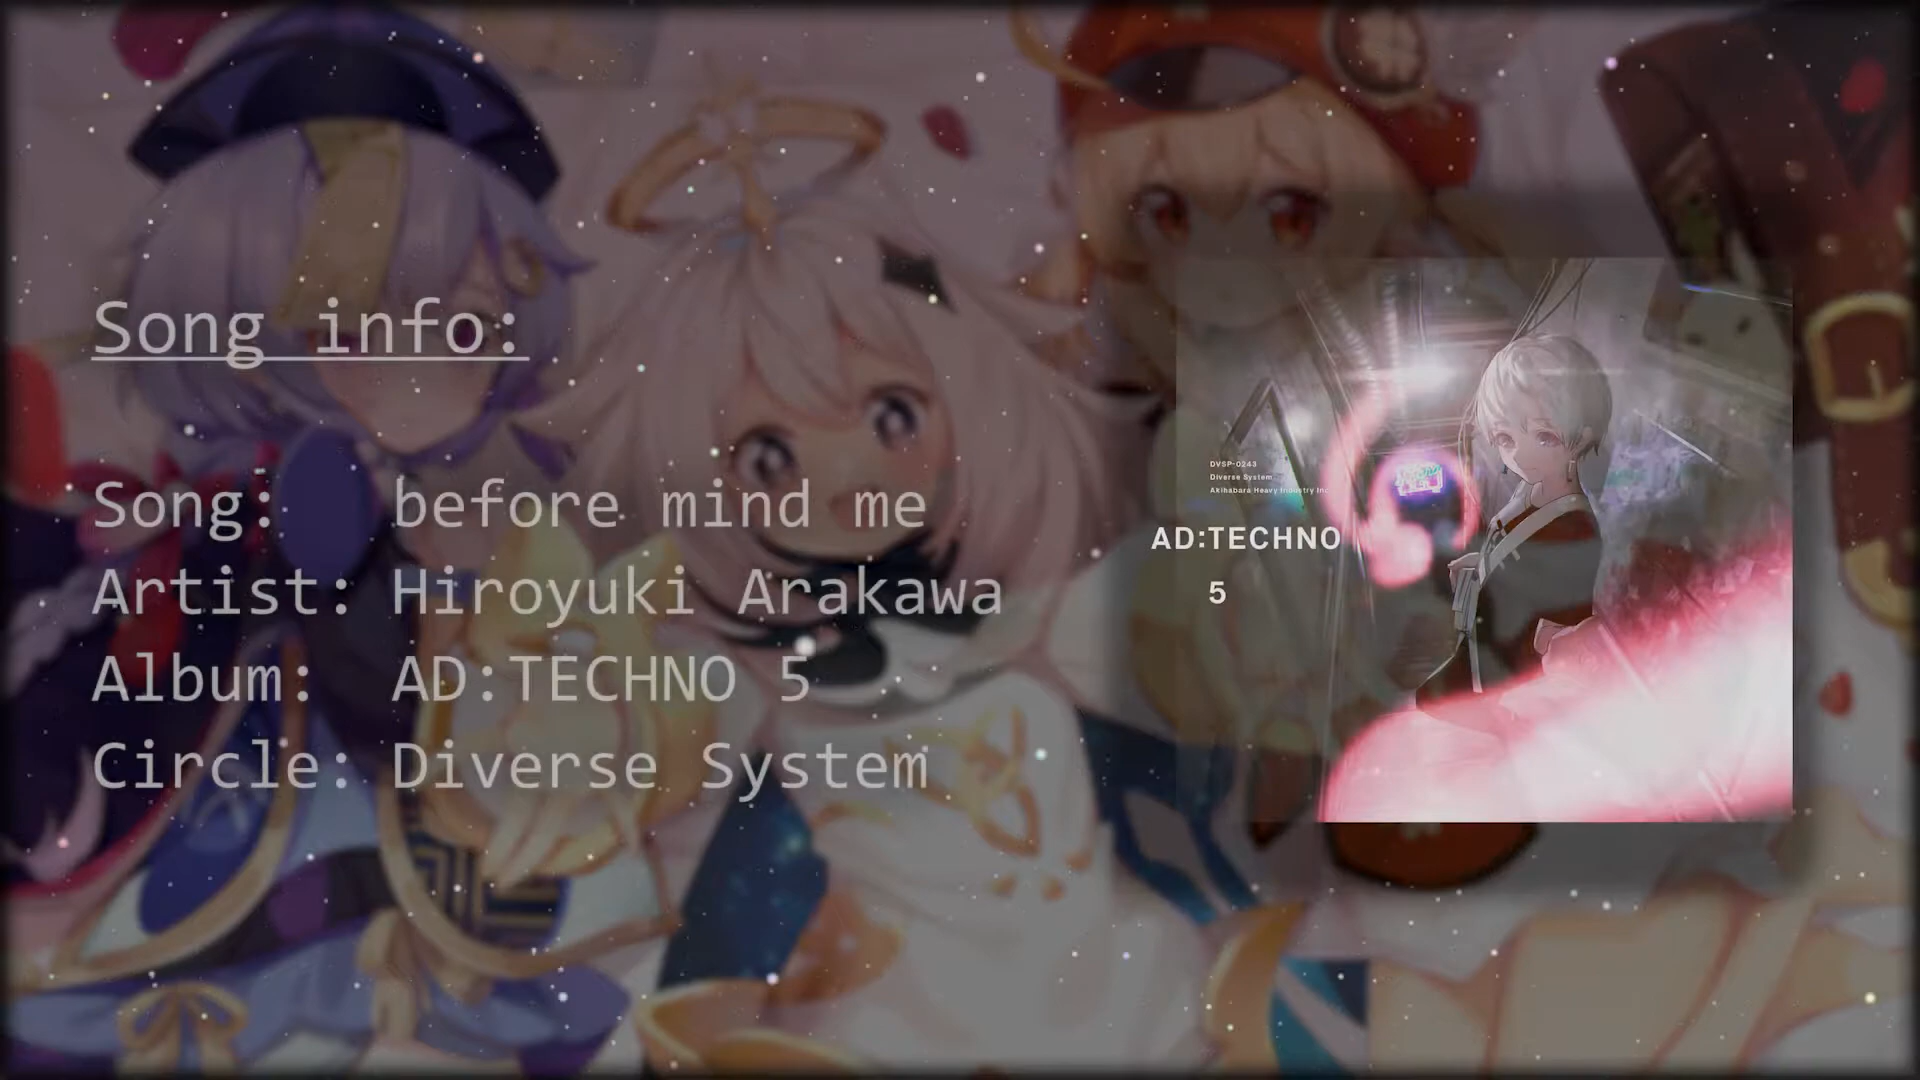 Song info:
Song: before mind me
Artist: Hiroyuki Arakawa
Album: AD:TECHNO 5
Circle: Diverse System
DVSP-0243
Diverse System
Akihabara Heavy Industry Inc
AD:TECHNO
5